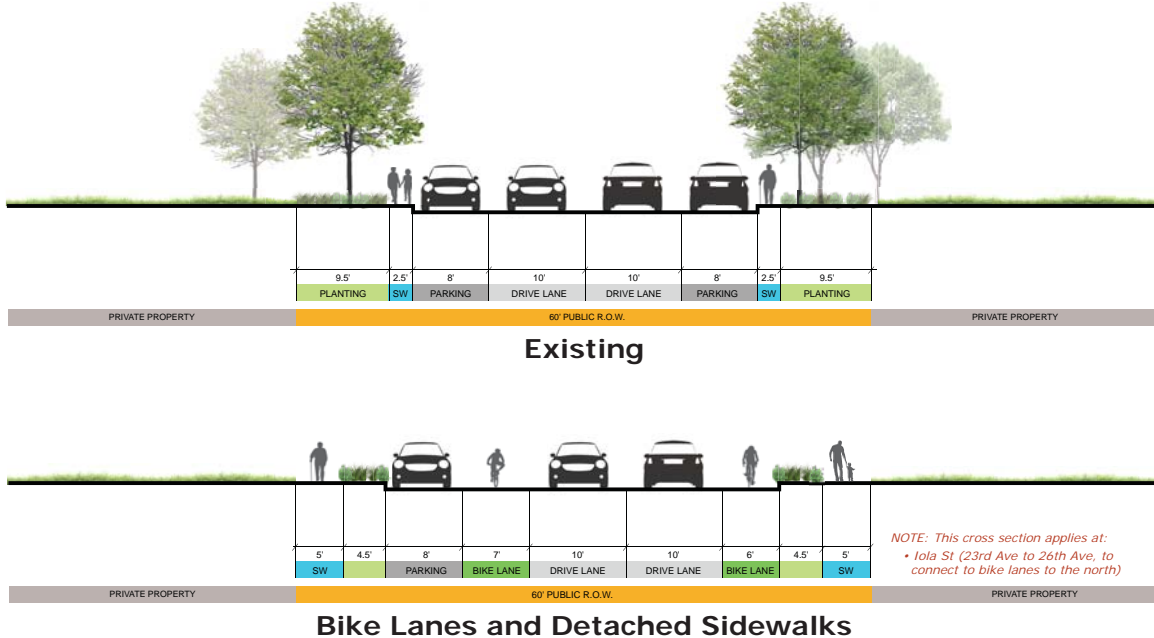 9.5' 2.5' 8' 10' 10' 8' 2.5' 9.5'
PLANTING SW PARKING DRIVE LANE DRIVE LANE PARKING SW PLANTING
PRIVATE PROPERTY 60' PUBLIC R.O.W. PRIVATE PROPERTY
Existing
5' 4.5' 8' 7' 10' 10' 6' 4.5' 5'
SW PARKING BIKE LANE DRIVE LANE DRIVE LANE BIKE LANE SW
NOTE: This cross section applies at:
• Iola St (23rd Ave to 26th Ave, to
connect to bike lanes to the north)
PRIVATE PROPERTY 60' PUBLIC R.O.W. PRIVATE PROPERTY
Bike Lanes and Detached Sidewalks